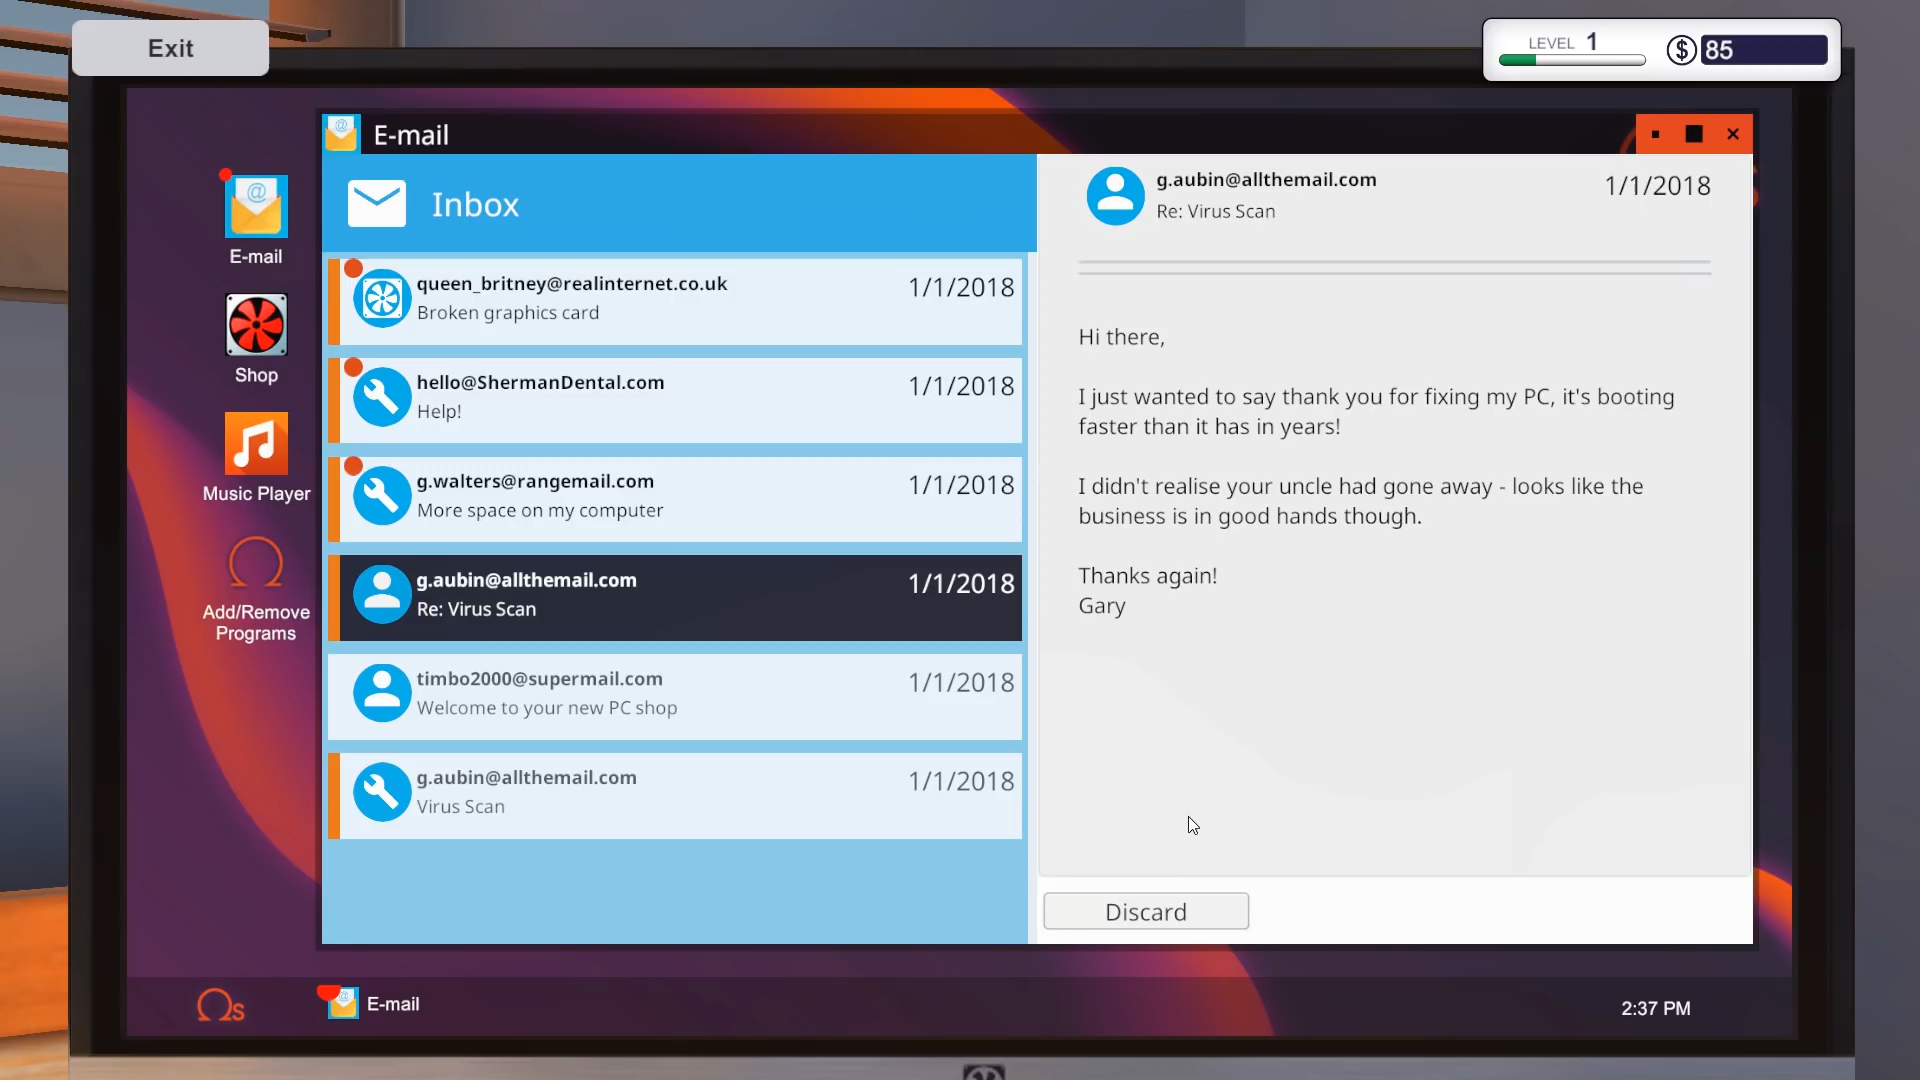 Exit
LEVEL 1
$ 85
E-mail
E-mail
Shop
Music Player
Add/Remove
Programs
Inbox
queen_britney@realinternet.co.uk 1/1/2018
Broken graphics card
hello@ShermanDental.com 1/1/2018
Help!
g.walters@rangemail.com 1/1/2018
More space on my computer
g.aubin@allthemail.com 1/1/2018
Re: Virus Scan
timbo2000@supermail.com 1/1/2018
Welcome to your new PC shop
g.aubin@allthemail.com 1/1/2018
Virus Scan
g.aubin@allthemail.com 1/1/2018
Re: Virus Scan
Hi there,
I just wanted to say thank you for fixing my PC, it's booting
faster than it has in years!
I didn't realise your uncle had gone away - looks like the
business is in good hands though.
Thanks again!
Gary
Discard
Ωs
E-mail
2:37 PM